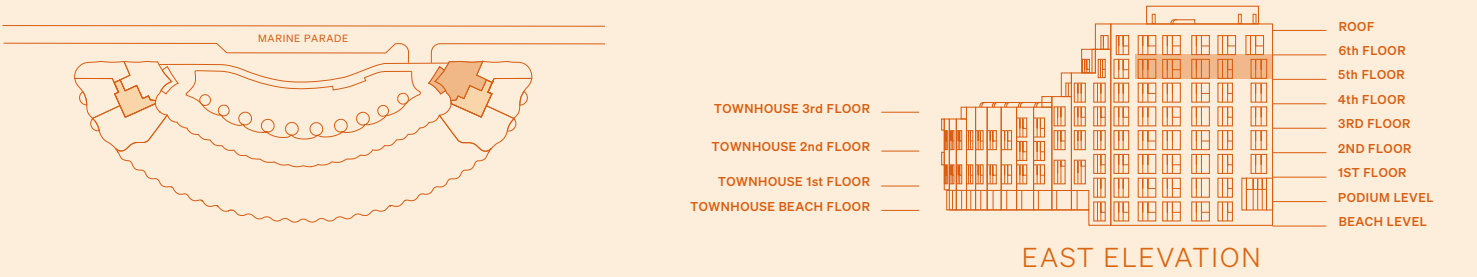 MARINE PARADE
TOWNHOUSE 3rd FLOOR
TOWNHOUSE 2nd FLOOR
TOWNHOUSE 1st FLOOR
TOWNHOUSE BEACH FLOOR
ROOF
6th FLOOR
5th FLOOR
4th FLOOR
3RD FLOOR
2ND FLOOR
1ST FLOOR
PODIUM LEVEL
BEACH LEVEL
EAST ELEVATION